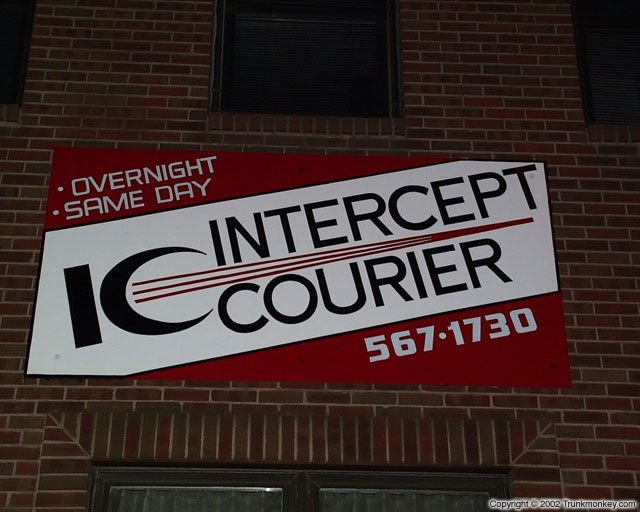 · OVERNIGHT
· SAME DAY
IC
INTERCEPT
COURIER
567·1730
Copyright © 2002 Trunkmonkey.com